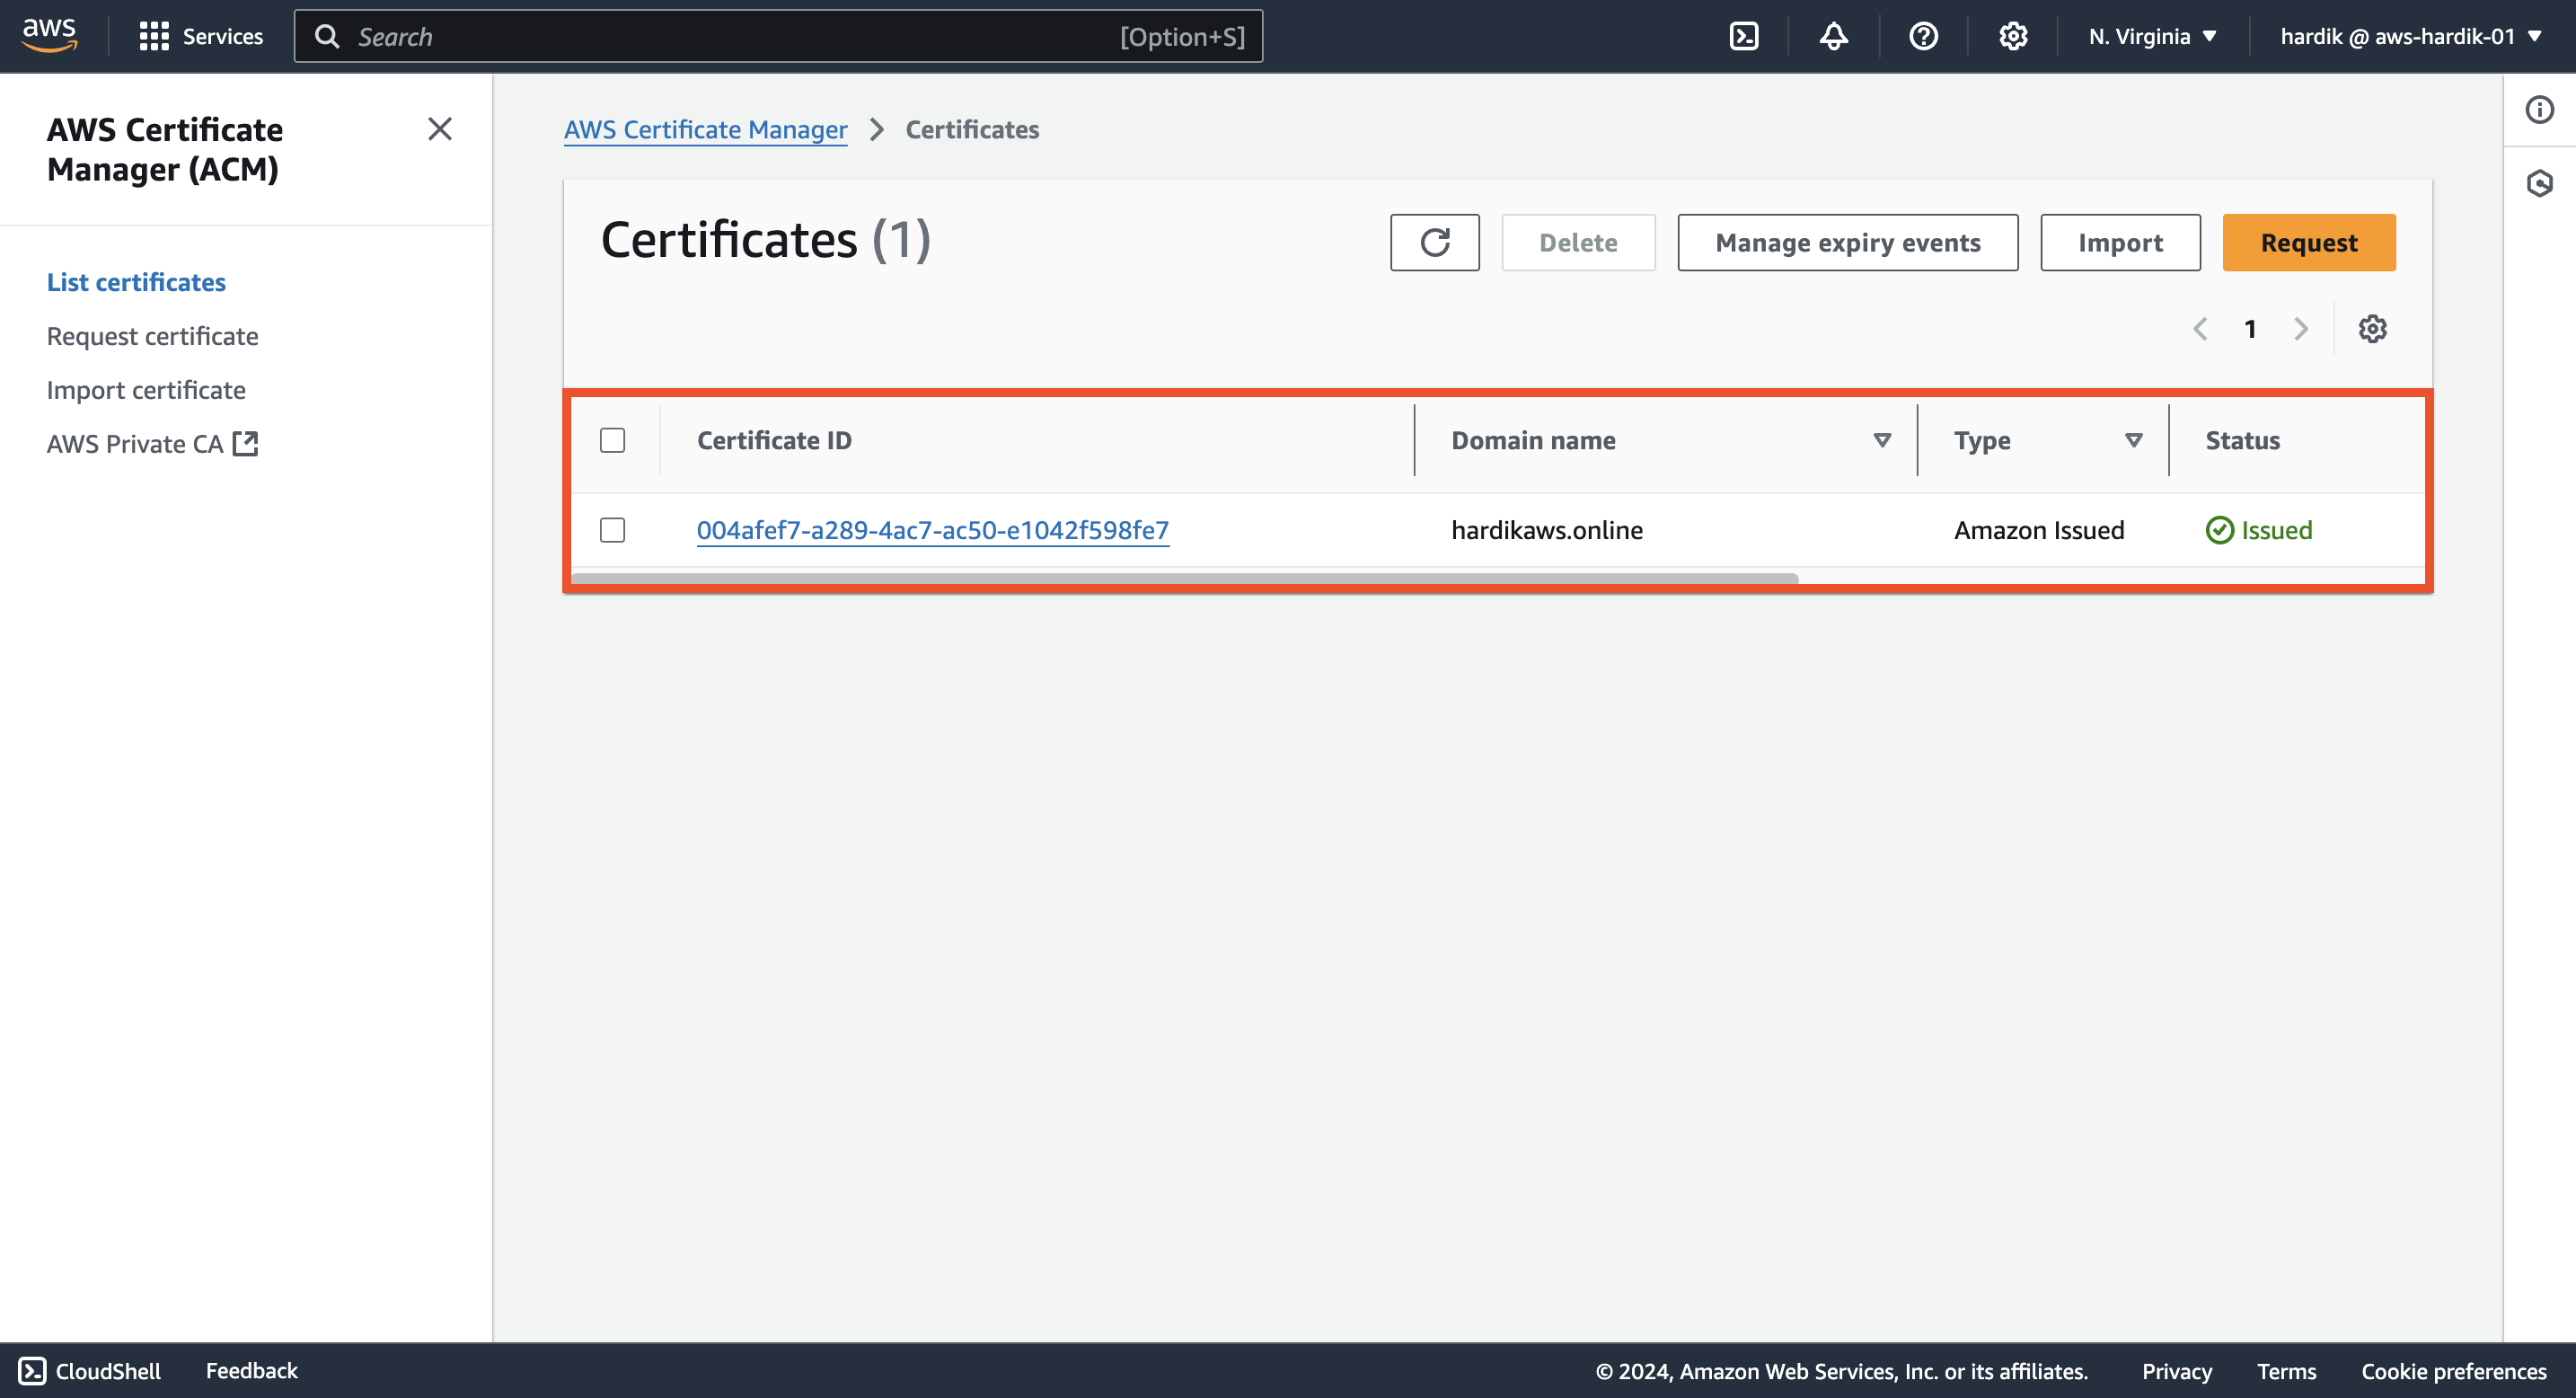 aws
Services
Search
[Option+S]
N. Virginia
hardik @ aws-hardik-01
AWS Certificate
Manager (ACM)
List certificates
Request certificate
Import certificate
AWS Private CA
AWS Certificate Manager > Certificates
Certificates (1)
Delete
Manage expiry events
Import
Request
1
Certificate ID
Domain name
Type
Status
004afef7-a289-4ac7-ac50-e1042f598fe7
hardikaws.online
Amazon Issued
Issued
CloudShell
Feedback
© 2024, Amazon Web Services, Inc. or its affiliates.
Privacy
Terms
Cookie preferences